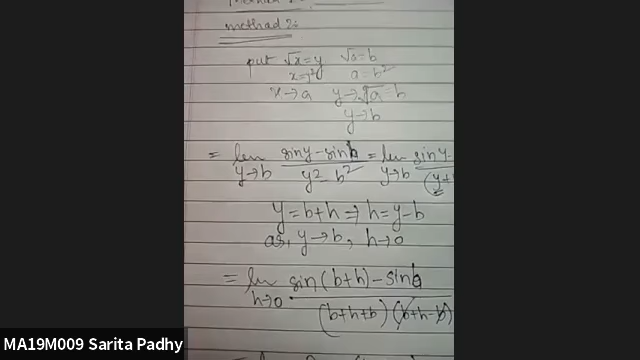 method 2:
put √x = y √a = b
x = y² a = b²
x → a y → √a = b
y → b
= lim y→b (sin y − sin b)/(y² − b²) = lim y→b sin y − /(y +
y = b + h ⇒ h = y − b
as, y → b, h → 0
= lim h→0 (sin(b+h) − sin b)/((b+h+b)(b+h−b))
MA19M009 Sarita Padhy